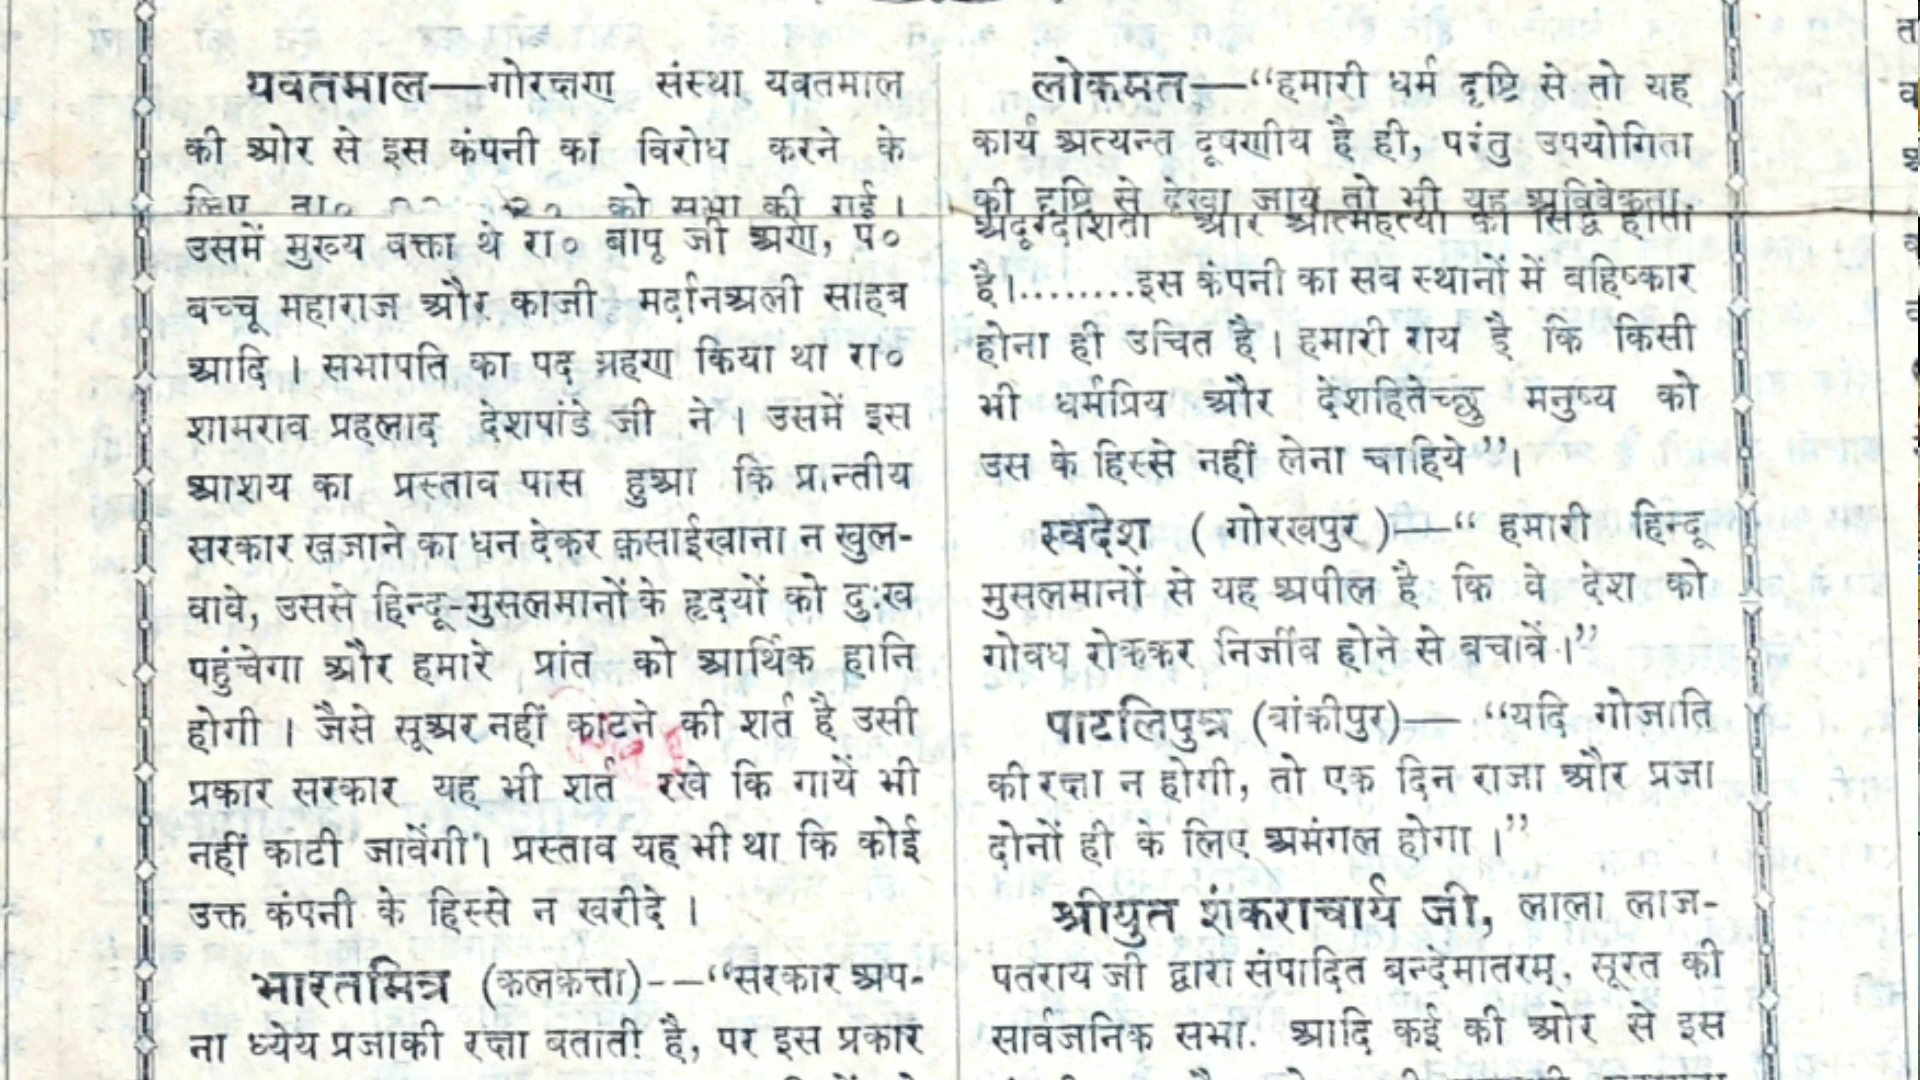 यवतमाल—गोरक्षण संस्था यवतमाल
की ओर से इस कंपनी का विरोध करने के
लिए ता० को सभा की गई ।
उसमें मुख्य वक्ता थे रा० बापू जी अणे, पं०
बच्चू महाराज और काजी मर्दानअली साहब
आदि । सभापति का पद ग्रहण किया था रा०
शामराव प्रहलाद देशपांडे जी ने । उसमें इस
आशय का प्रस्ताव पास हुआ कि प्रान्तीय
सरकार खजाने का धन देकर क़साईखाना न खुल-
वावे, उससे हिन्दू-मुसलमानों के हृदयों को दुःख
पहुंचेगा और हमारे प्रांत को आर्थिक हानि
होगी । जैसे सूअर नहीं काटने की शर्त है उसी
प्रकार सरकार यह भी शर्त रखे कि गायें भी
नहीं काटी जावेंगीं। प्रस्ताव यह भी था कि कोई
उक्त कंपनी के हिस्से न खरीदे ।
भारतमित्र (कलकत्ता)--—“सरकार अप-
ना ध्येय प्रजाकी रक्षा बताती है, पर इस प्रकार
लोकमत—“हमारी धर्म दृष्टि से तो यह
कार्य अत्यन्त दूषणीय है ही, परंतु उपयोगिता
की दृष्टि से देखा जाय तो भी यह अविवेकता,
अदूरदर्शिता और आत्महत्या का सिद्ध होता
है।.........इस कंपनी का सब स्थानों में वहिष्कार
होना ही उचित है । हमारी राय है कि किसी
भी धर्मप्रिय और देशहितेच्छु मनुष्य को
उस के हिस्से नहीं लेना चाहिये ”।
स्वदेश ( गोरखपुर )—“ हमारी हिन्दू
मुसलमानों से यह अपील है कि वे देश को
गोवध रोककर निर्जीव होने से बचावें ।”
पाटलिपुत्र (बांकीपुर)— “यदि गोजाति
की रक्षा न होगी, तो एक दिन राजा और प्रजा
दोनों ही के लिए अमंगल होगा ।”
श्रीयुत शंकराचार्य जी, लाला लाज-
पतराय जी द्वारा संपादित बन्देमातरम्, सूरत की
सार्वजनिक सभा. आदि कई की ओर से इस